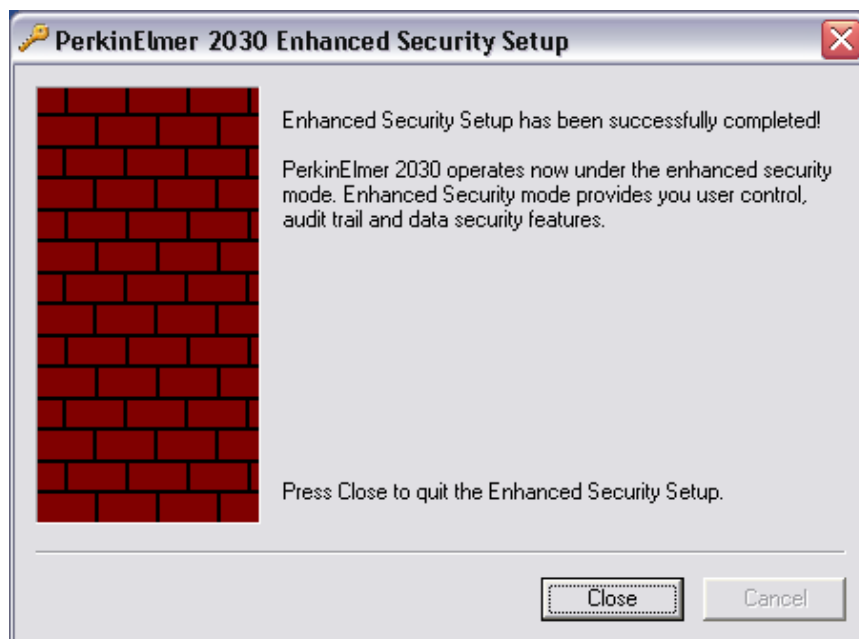 PerkinElmer 2030 Enhanced Security Setup
Enhanced Security Setup has been successfully completed!
PerkinElmer 2030 operates now under the enhanced security
mode. Enhanced Security mode provides you user control,
audit trail and data security features.
Press Close to quit the Enhanced Security Setup.
Close
Cancel